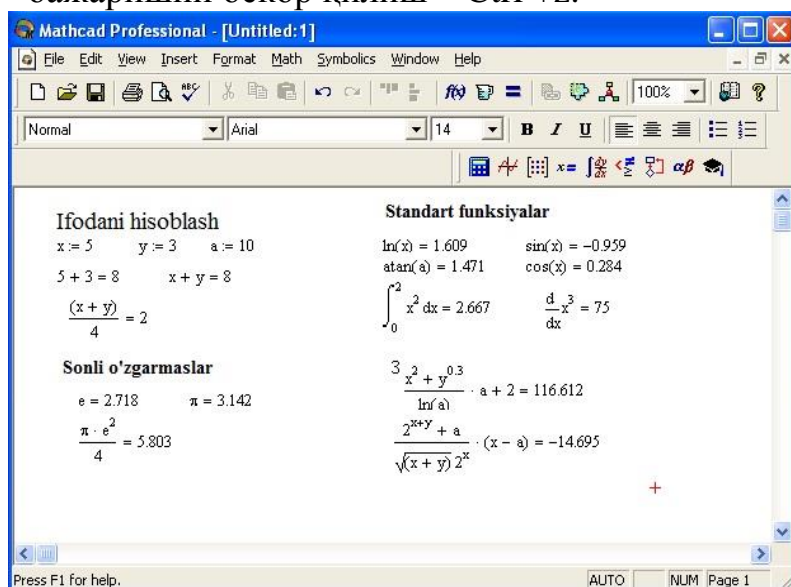 бажаришни бекор қилиш – Ctrl +z.
Mathcad Professional - [Untitled:1]
File Edit View Insert Format Math Symbolics Window Help
100%
Normal Arial 14 B I U
Ifodani hisoblash
x := 5 y := 3 a := 10
5 + 3 = 8 x + y = 8
(x + y) / 4 = 2
Sonli o'zgarmaslar
e = 2.718 π = 3.142
π · e² / 4 = 5.803
Standart funksiyalar
ln(x) = 1.609 sin(x) = −0.959
atan(a) = 1.471 cos(x) = 0.284
∫₀² x² dx = 2.667 d/dx x³ = 75
3 (x² + y^0.3) / ln(a) · a + 2 = 116.612
(2^(x+y) + a) / (√(x + y) 2^x) · (x − a) = −14.695
Press F1 for help. AUTO NUM Page 1